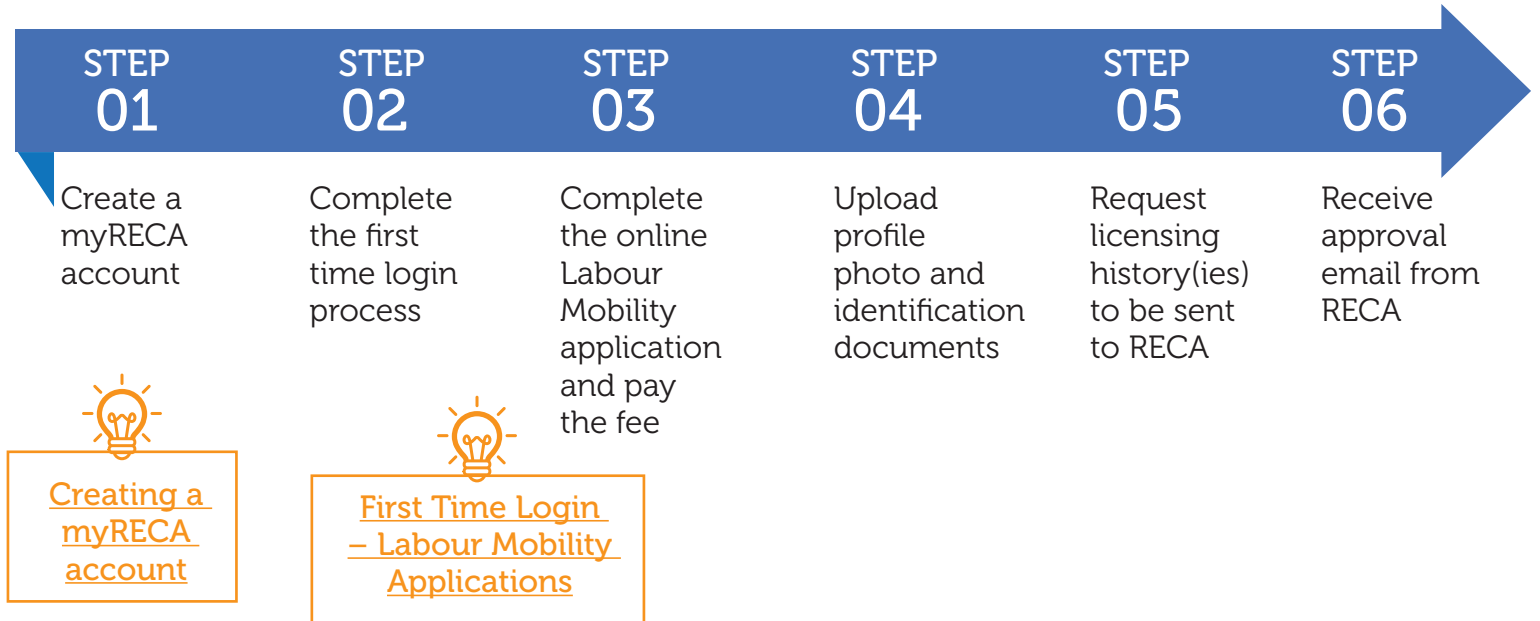 STEP
01
STEP
02
STEP
03
STEP
04
STEP
05
STEP
06
Create a
myRECA
account
Complete
the first
time login
process
Complete
the online
Labour
Mobility
application
and pay
the fee
Upload
profile
photo and
identification
documents
Request
licensing
history(ies)
to be sent
to RECA
Receive
approval
email from
RECA
Creating a
myRECA
account
First Time Login
– Labour Mobility
Applications